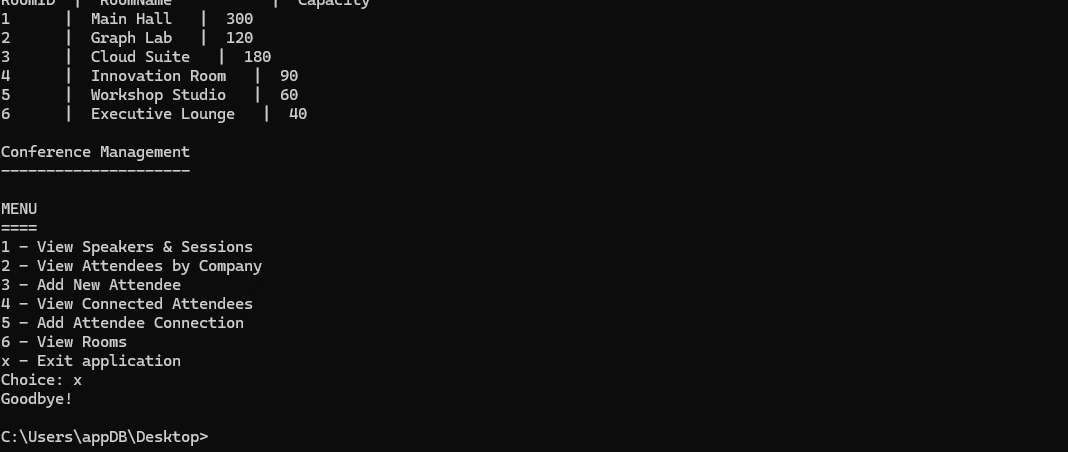 RoomID  |  RoomName           |  Capacity
1      |  Main Hall   |  300
2      |  Graph Lab   |  120
3      |  Cloud Suite   |  180
4      |  Innovation Room   |  90
5      |  Workshop Studio   |  60
6      |  Executive Lounge   |  40
Conference Management
---------------------
MENU
====
1 - View Speakers & Sessions
2 - View Attendees by Company
3 - Add New Attendee
4 - View Connected Attendees
5 - Add Attendee Connection
6 - View Rooms
x - Exit application
Choice: x
Goodbye!
C:\Users\appDB\Desktop>